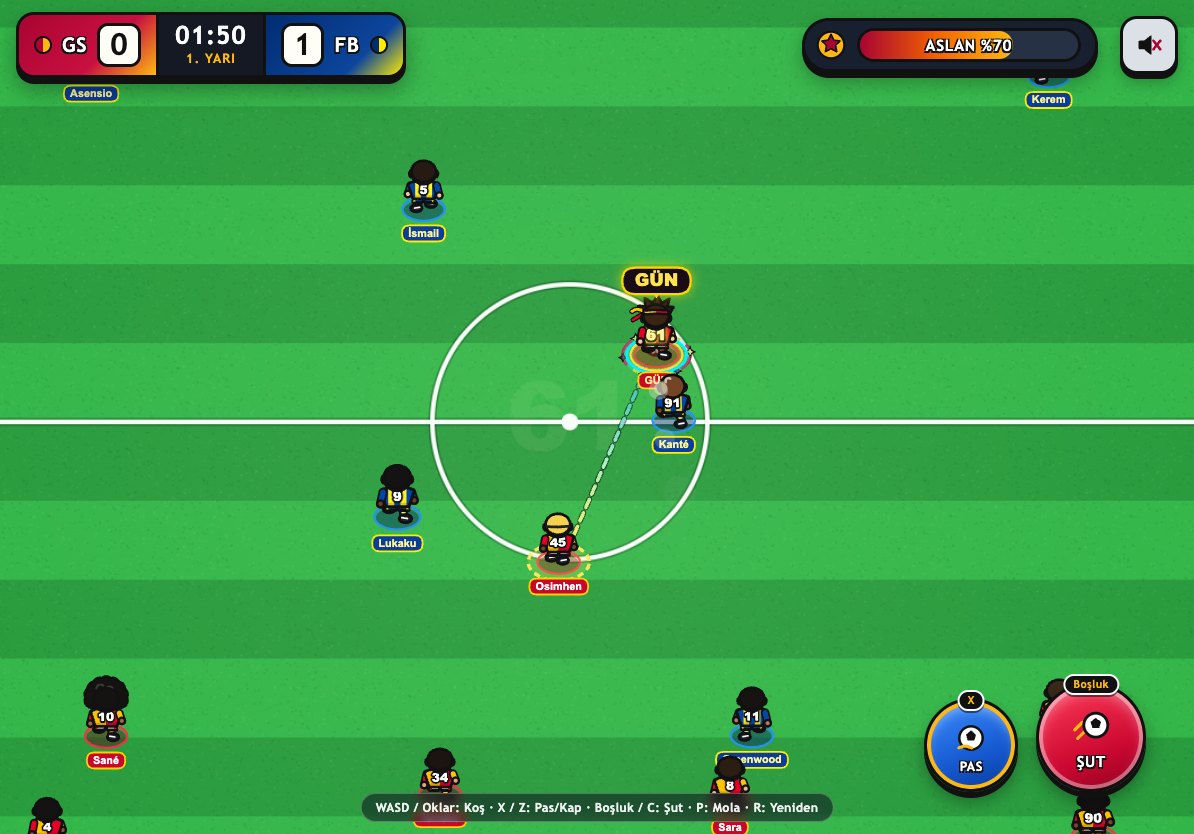 GS 0
01:50
1. YARI
1 FB
ASLAN %70
Asensio
Kerem
5
İsmail
GÜN
61
91
Kanté
61
9
Lukaku
45
Osimhen
10
Sané
11
34
8
Sara
4
90
X
PAS
Boşluk
ŞUT
WASD / Oklar: Koş · X / Z: Pas/Kap · Boşluk / C: Şut · P: Mola · R: Yeniden